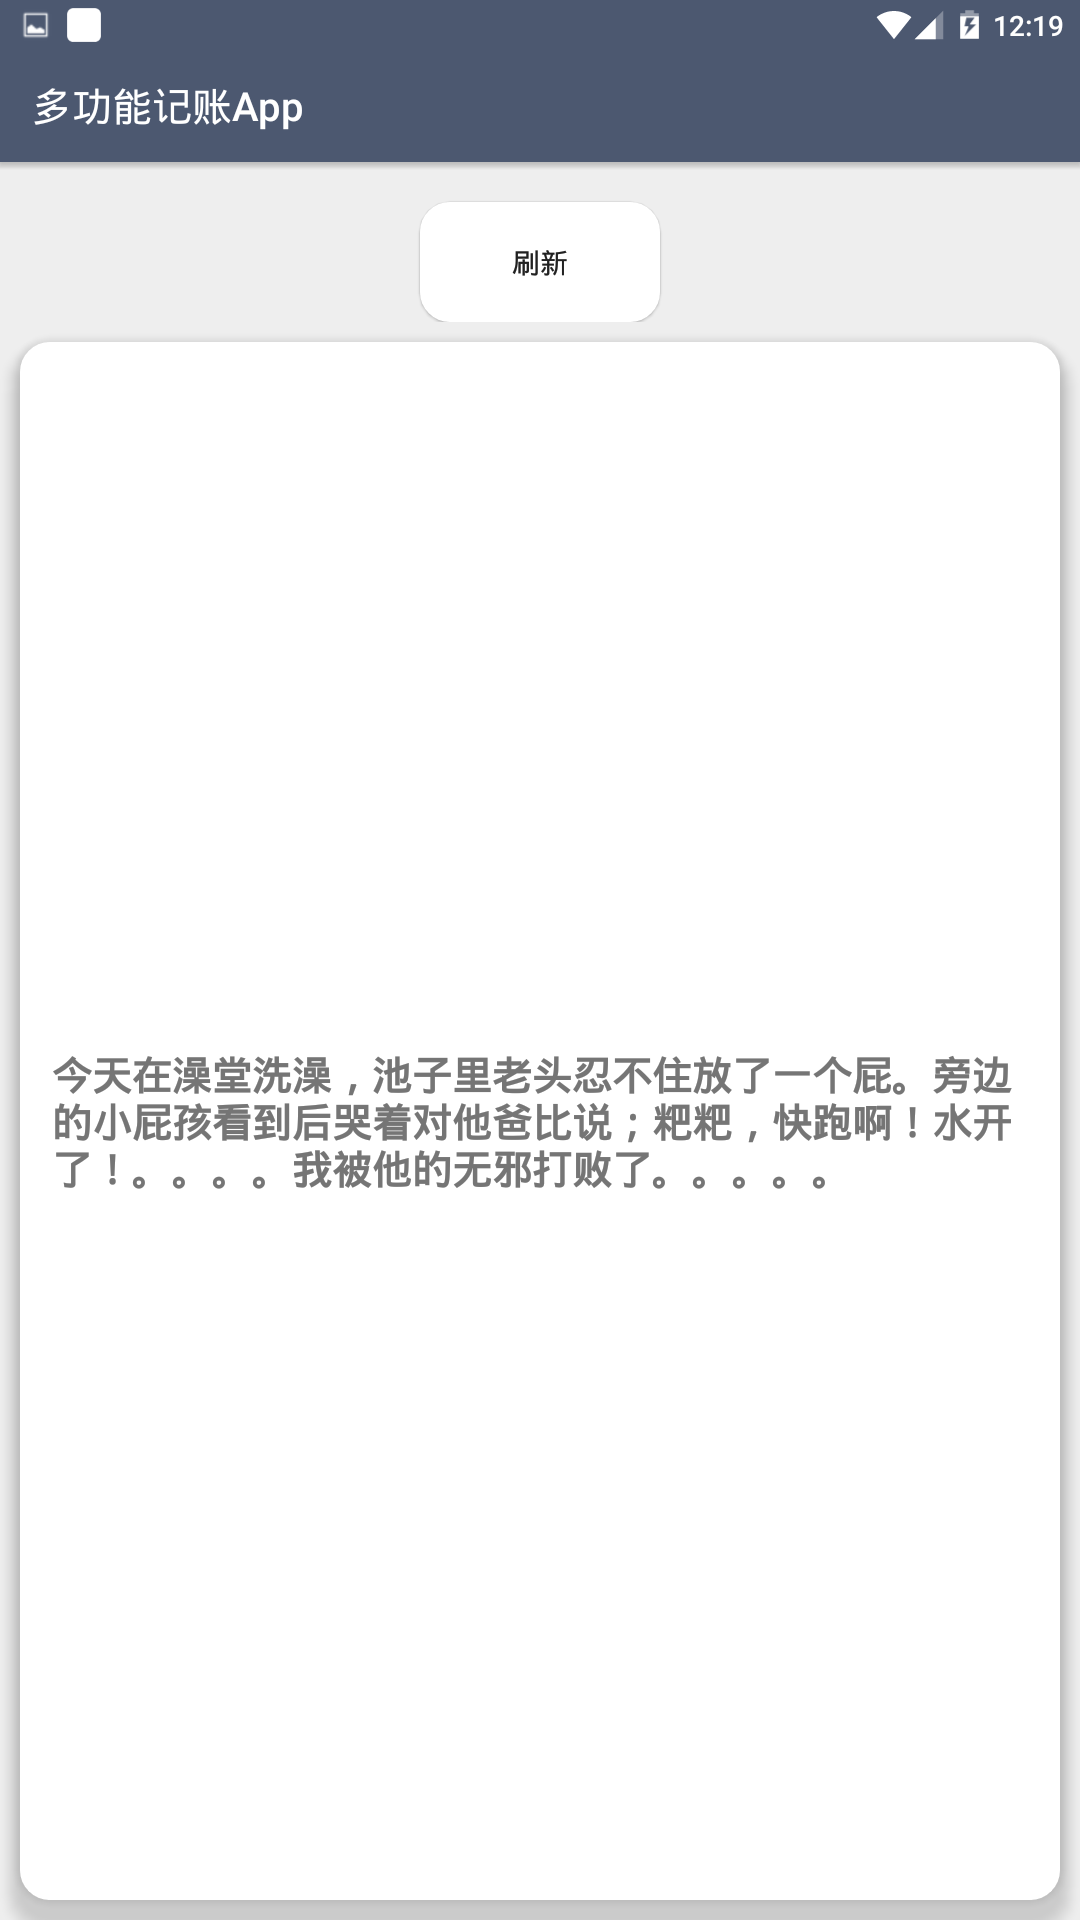 12:19
多功能记账App
刷新
今天在澡堂洗澡，池子里老头忍不住放了一个屁。旁边
的小屁孩看到后哭着对他爸比说；粑粑，快跑啊！水开
了！。。。。我被他的无邪打败了。。。。。